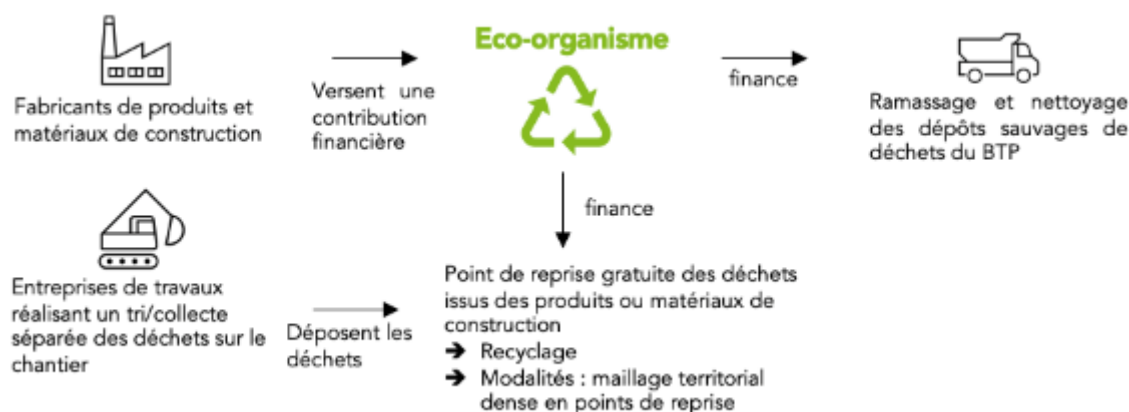 Eco-organisme
Fabricants de produits et
matériaux de construction
Versent une
contribution
financière
finance
Ramassage et nettoyage
des dépôts sauvages de
déchets du BTP
finance
Entreprises de travaux
réalisant un tri/collecte
séparée des déchets sur le
chantier
Déposent les
déchets
Point de reprise gratuite des déchets
issus des produits ou matériaux de
construction
➔ Recyclage
➔ Modalités : maillage territorial
dense en points de reprise